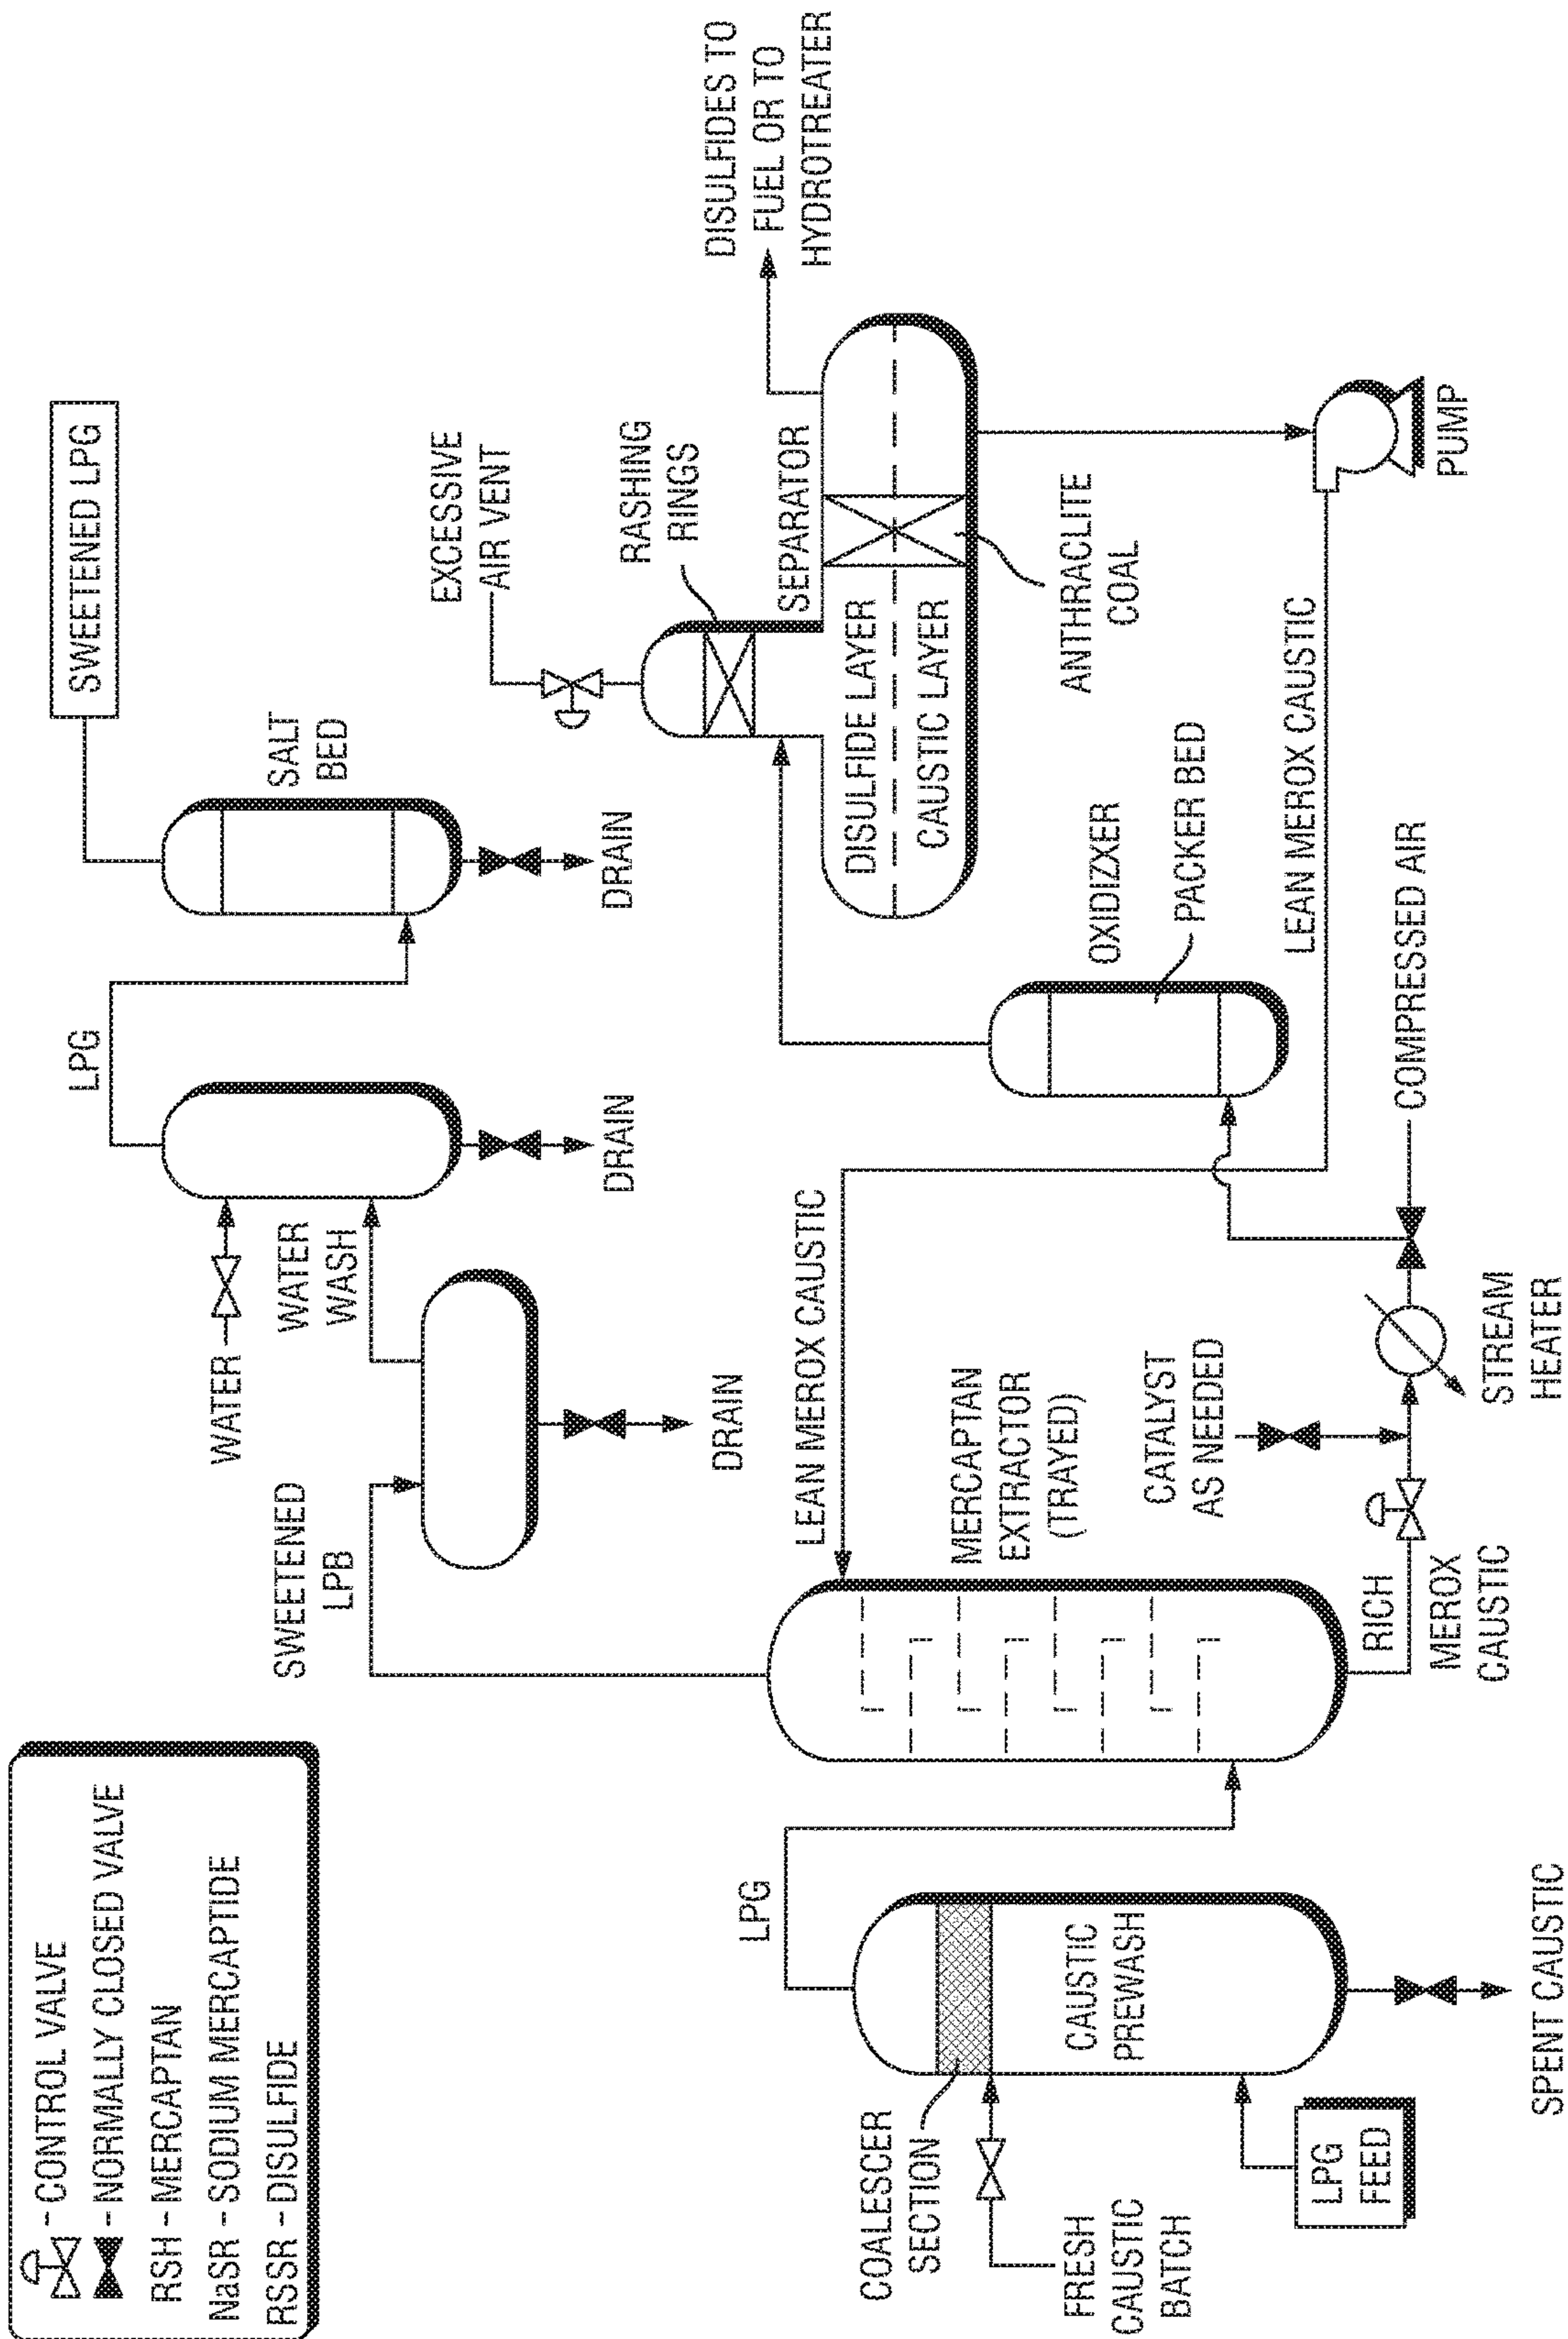 - CONTROL VALVE
- NORMALLY CLOSED VALVE
RSH - MERCAPTAN
NaSR - SODIUM MERCAPTIDE
RSSR - DISULFIDE
SWEETENED LPG
SALT
BED
LPG
DRAIN
DRAIN
WATER
WATER
WASH
SWEETENED
LPB
DRAIN
EXCESSIVE
AIR VENT
RASHING
RINGS
SEPARATOR
DISULFIDES TO
FUEL OR TO
HYDROTREATER
DISULFIDE LAYER
CAUSTIC LAYER
ANTHRACLITE
COAL
PUMP
OXIDIZXER
PACKER BED
LEAN MEROX CAUSTIC
LEAN MEROX CAUSTIC
COMPRESSED AIR
MERCAPTAN
EXTRACTOR
(TRAYED)
CATALYST
AS NEEDED
STREAM
HEATER
RICH
MEROX
CAUSTIC
LPG
COALESCER
SECTION
CAUSTIC
PREWASH
FRESH
CAUSTIC
BATCH
LPG
FEED
SPENT CAUSTIC